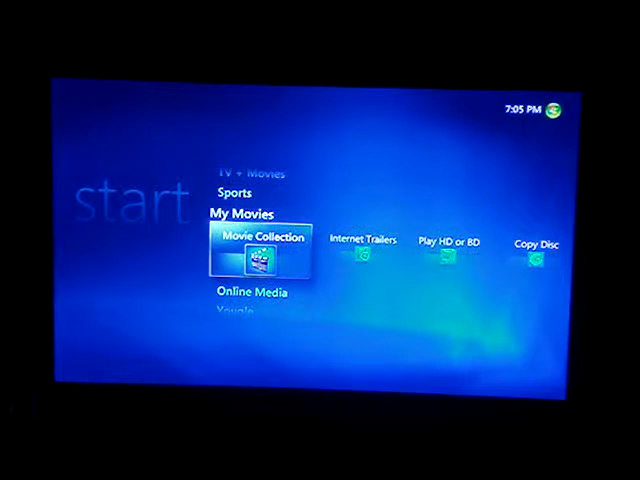 7:05 PM
start
TV + Movies
Sports
My Movies
Movie Collection
Internet Trailers
Play HD or BD
Copy Disc
Online Media